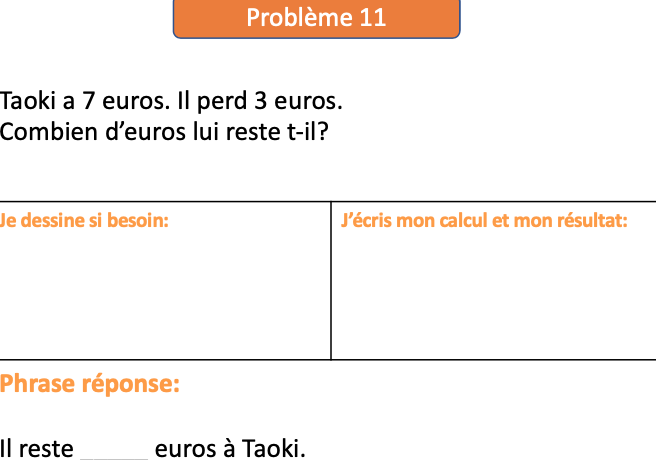 Problème 11
Taoki a 7 euros. Il perd 3 euros.
Combien d’euros lui reste t-il?
Je dessine si besoin:
J’écris mon calcul et mon résultat:
Phrase réponse:
Il reste _____ euros à Taoki.